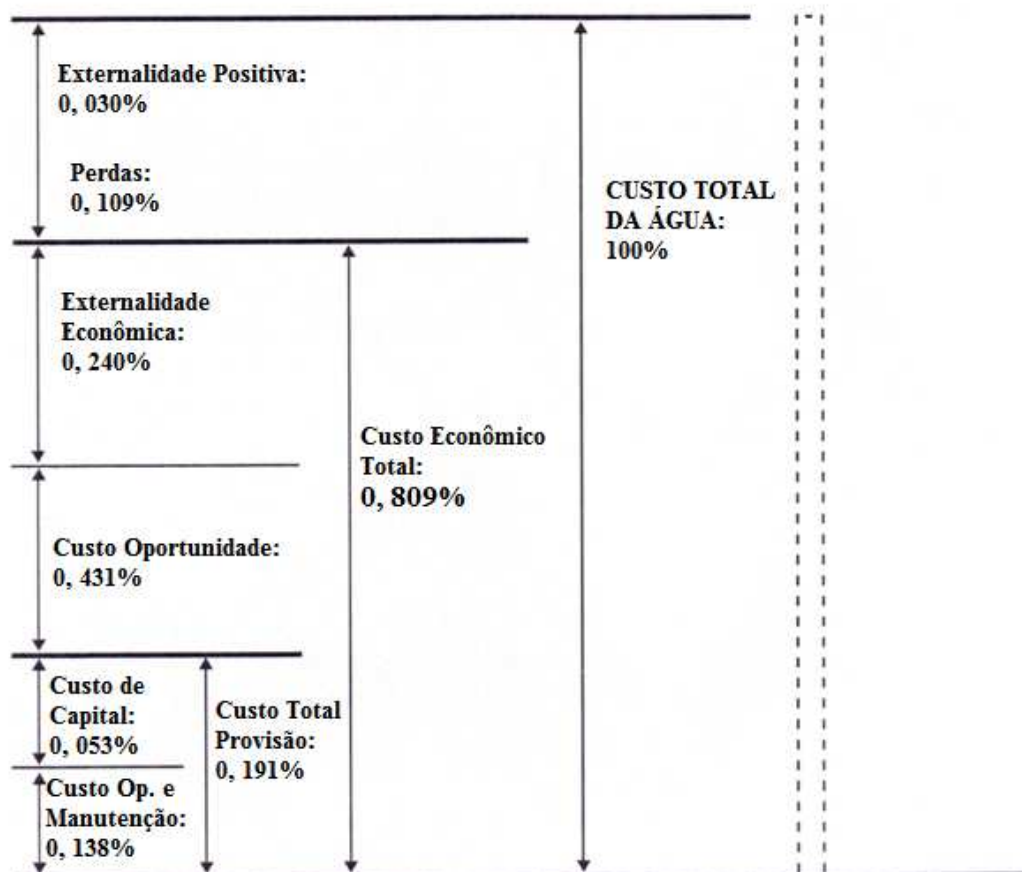 Externalidade Positiva:
0, 030%
Perdas:
0, 109%
CUSTO TOTAL
DA ÁGUA:
100%
Externalidade
Econômica:
0, 240%
Custo Econômico
Total:
0, 809%
Custo Oportunidade:
0, 431%
Custo de
Capital:
0, 053%
Custo Total
Provisão:
0, 191%
Custo Op. e
Manutenção:
0, 138%